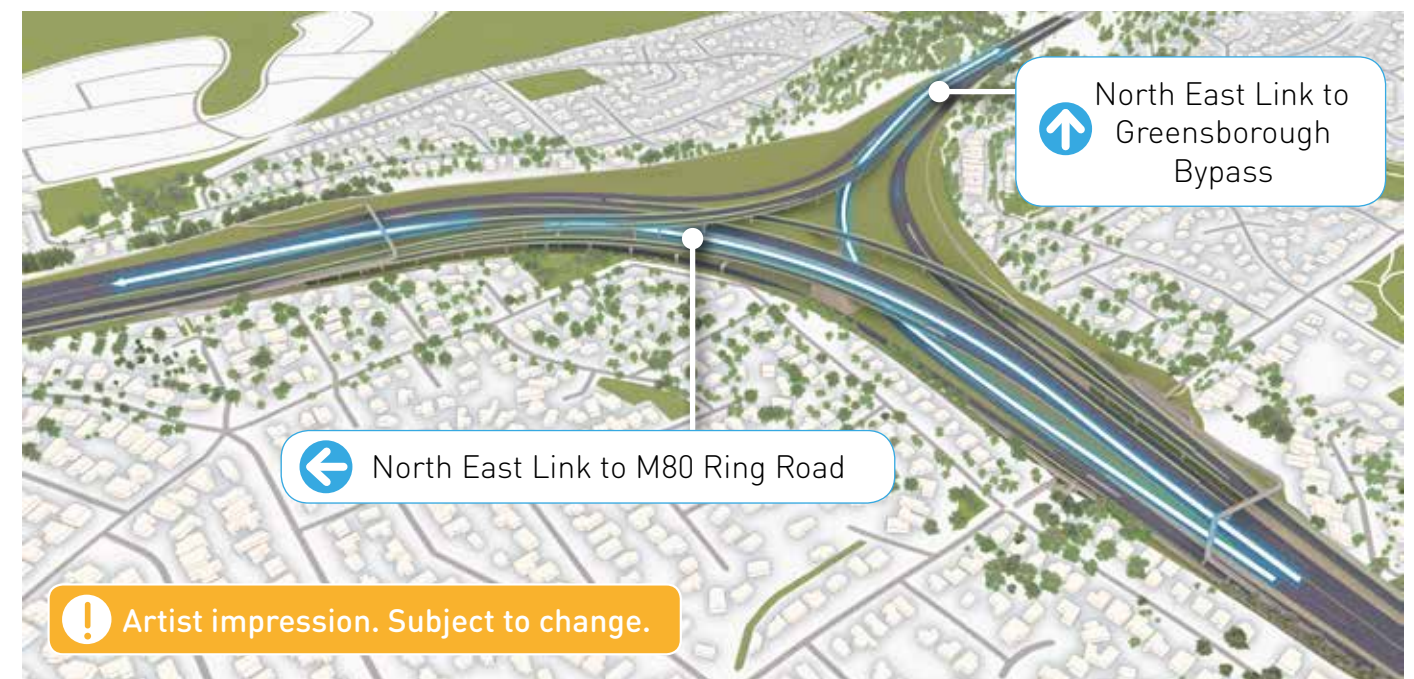 North East Link to
Greensborough
Bypass
North East Link to M80 Ring Road
! Artist impression. Subject to change.